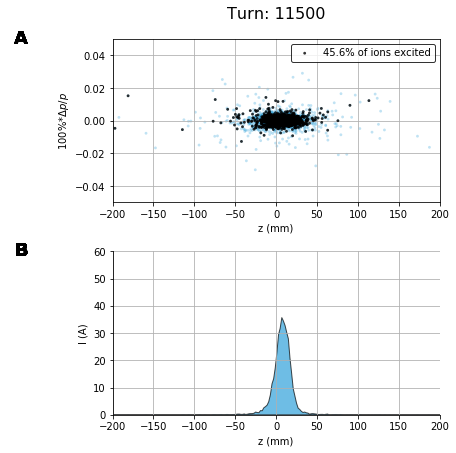 Turn: 11500
A
45.6% of ions excited
0.04
0.02
0.00
−0.02
−0.04
100%*Δp/p
−200 −150 −100 −50 0 50 100 150 200
z (mm)
B
60
50
40
30
20
10
0
I (A)
−200 −150 −100 −50 0 50 100 150 200
z (mm)